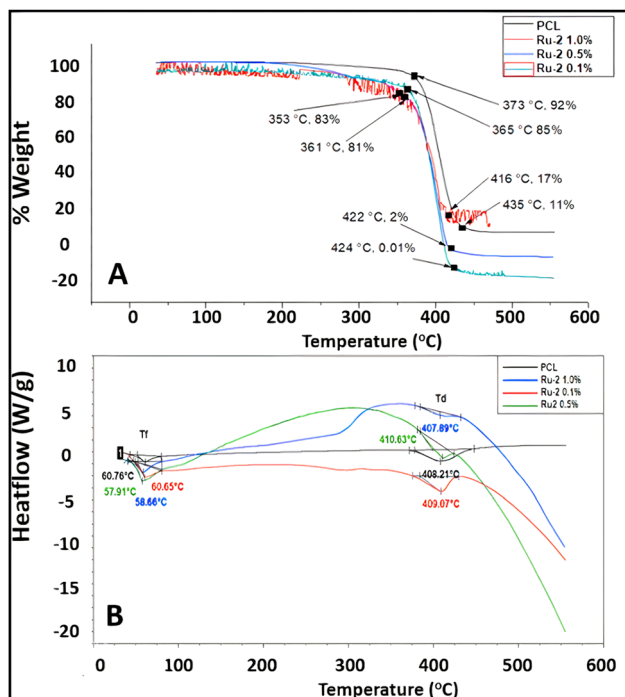 PCL
Ru-2 1.0%
Ru-2 0.5%
Ru-2 0.1%
100
80
60
40
20
0
-20
% Weight
353 °C, 83%
361 °C, 81%
373 °C, 92%
365 °C 85%
416 °C, 17%
435 °C, 11%
422 °C, 2%
424 °C, 0.01%
A
0 100 200 300 400 500 600
Temperature (°C)
PCL
Ru-2 1.0%
Ru-2 0.1%
Ru2 0.5%
10
5
0
-5
-10
-15
-20
Heatflow (W/g)
Tf
Td
407.89°C
410.63°C
408.21°C
409.07°C
60.76°C
57.91°C
60.65°C
58.66°C
B
0 100 200 300 400 500 600
Temperature (°C)